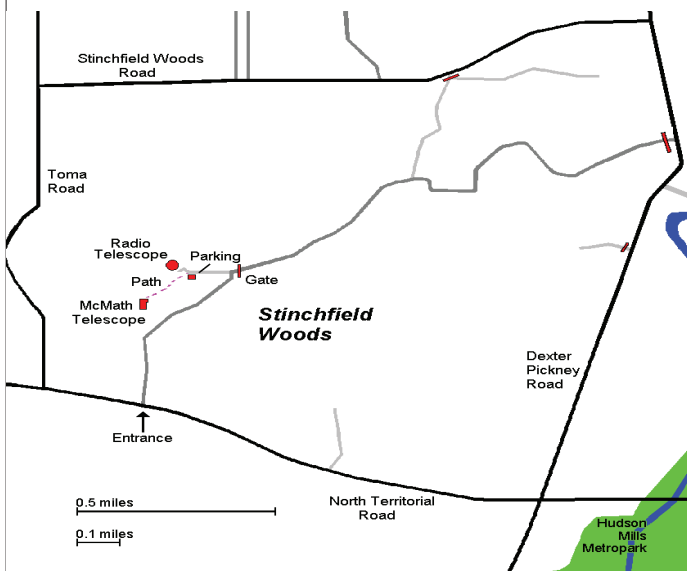 Stinchfield Woods
Road
Toma
Road
Radio
Telescope
Parking
Path
Gate
McMath
Telescope
Stinchfield
Woods
Dexter
Pickney
Road
Entrance
0.5 miles
North Territorial
Road
0.1 miles
Hudson
Mills
Metropark